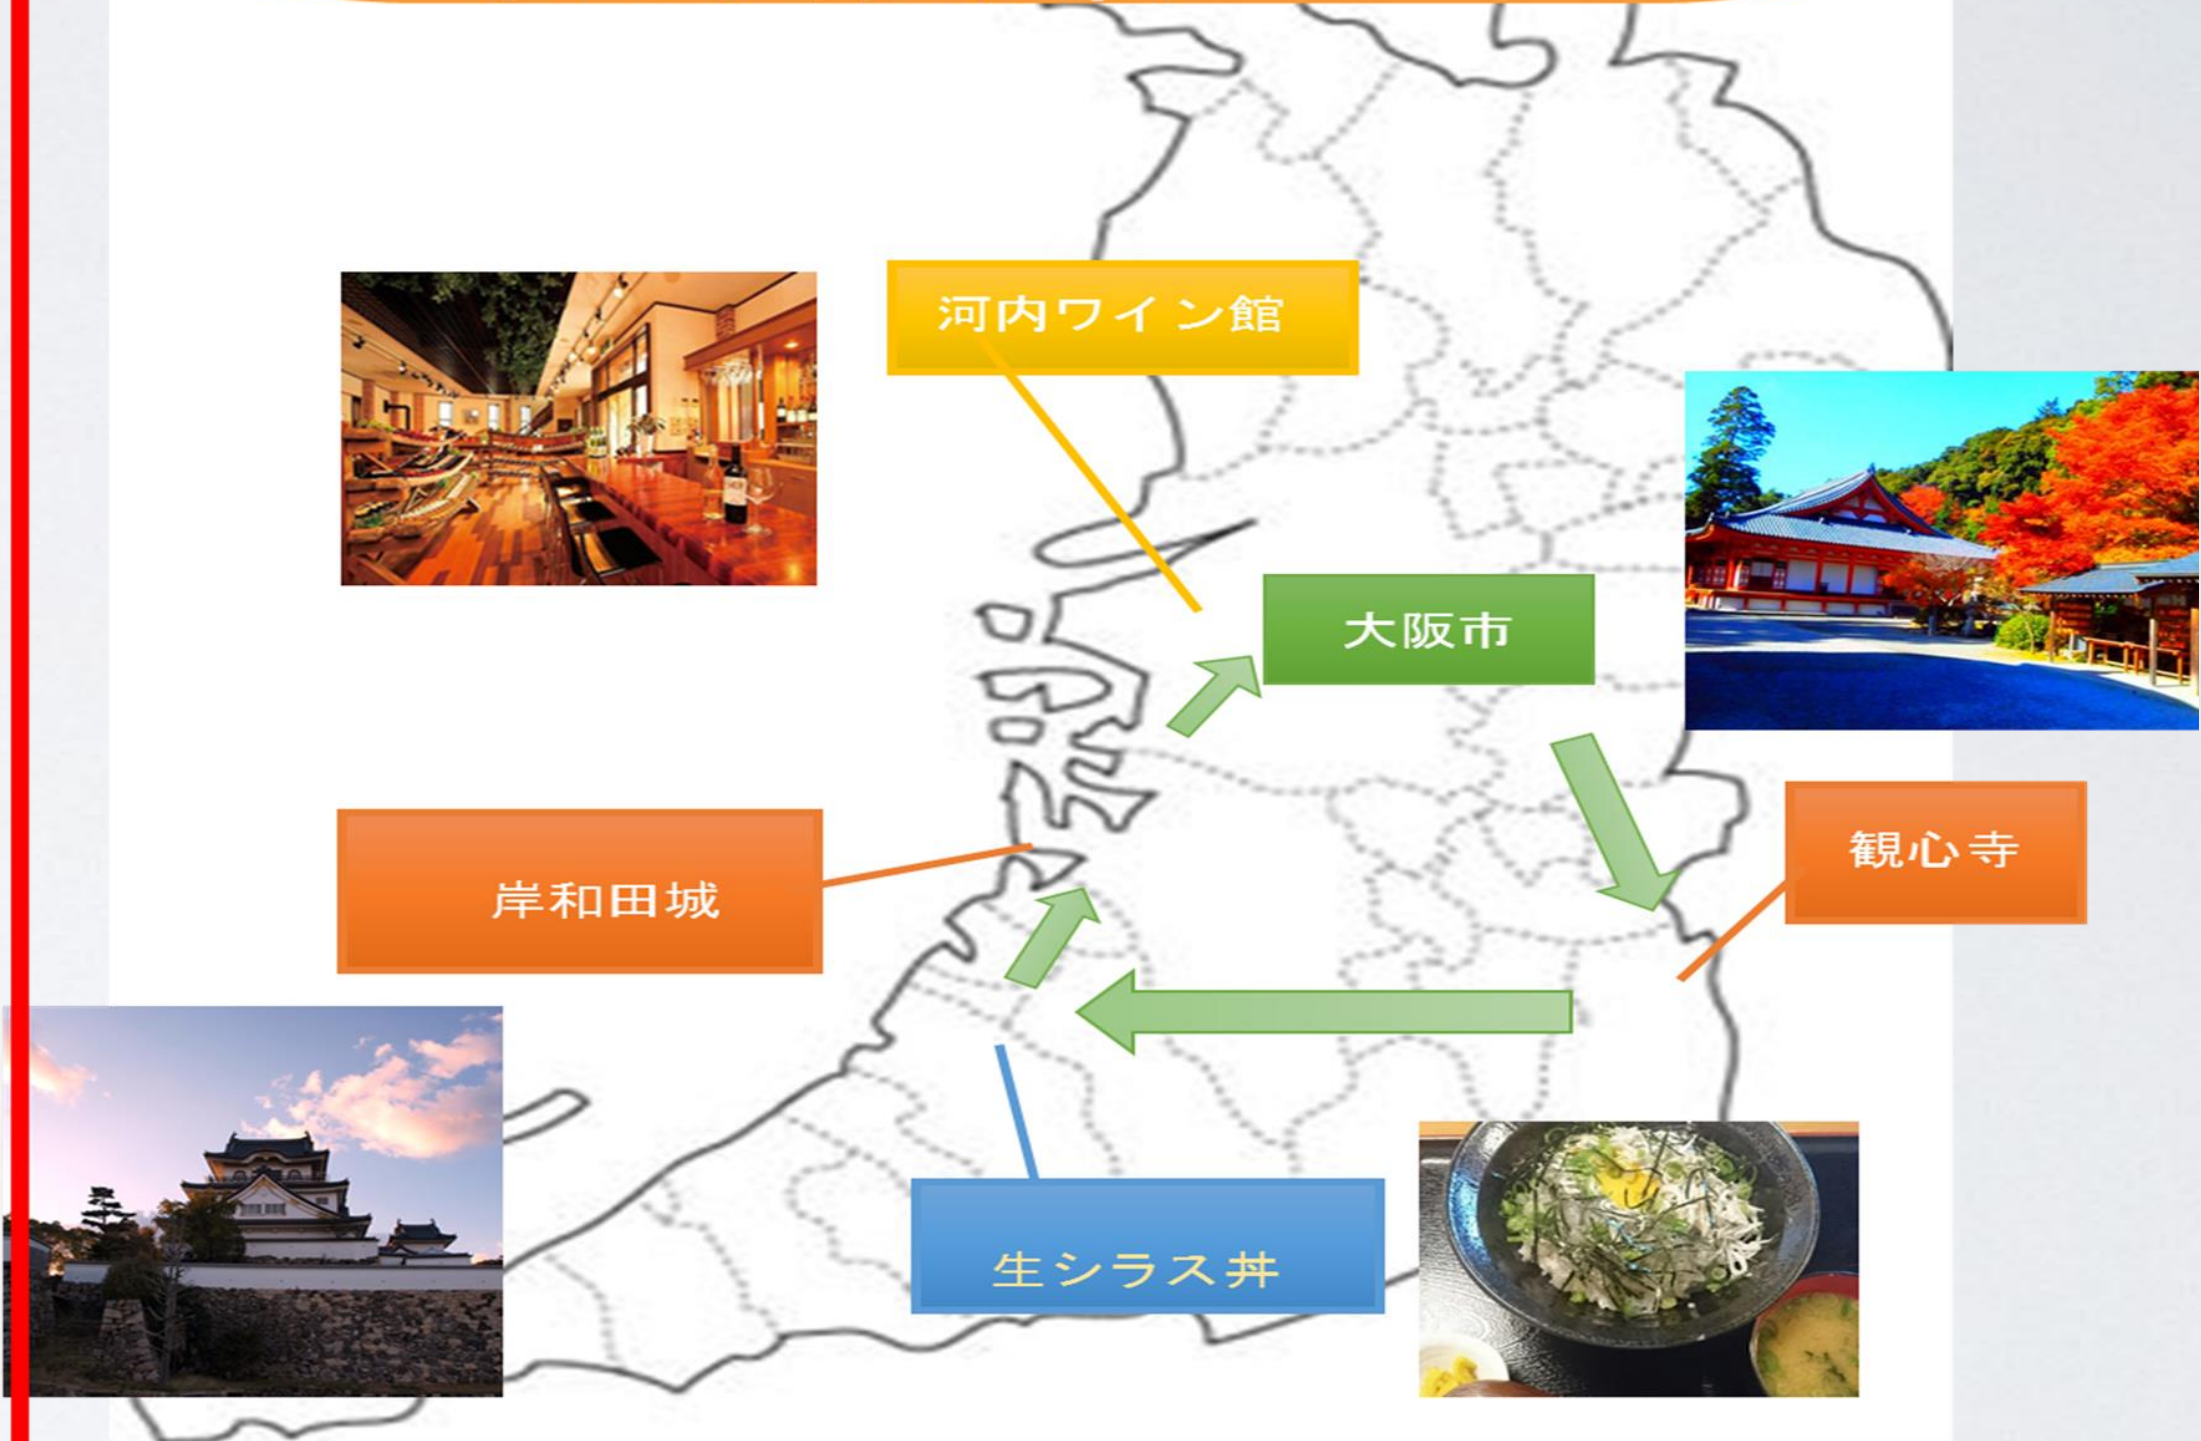 河内ワイン館
大阪市
観心寺
岸和田城
生シラス丼